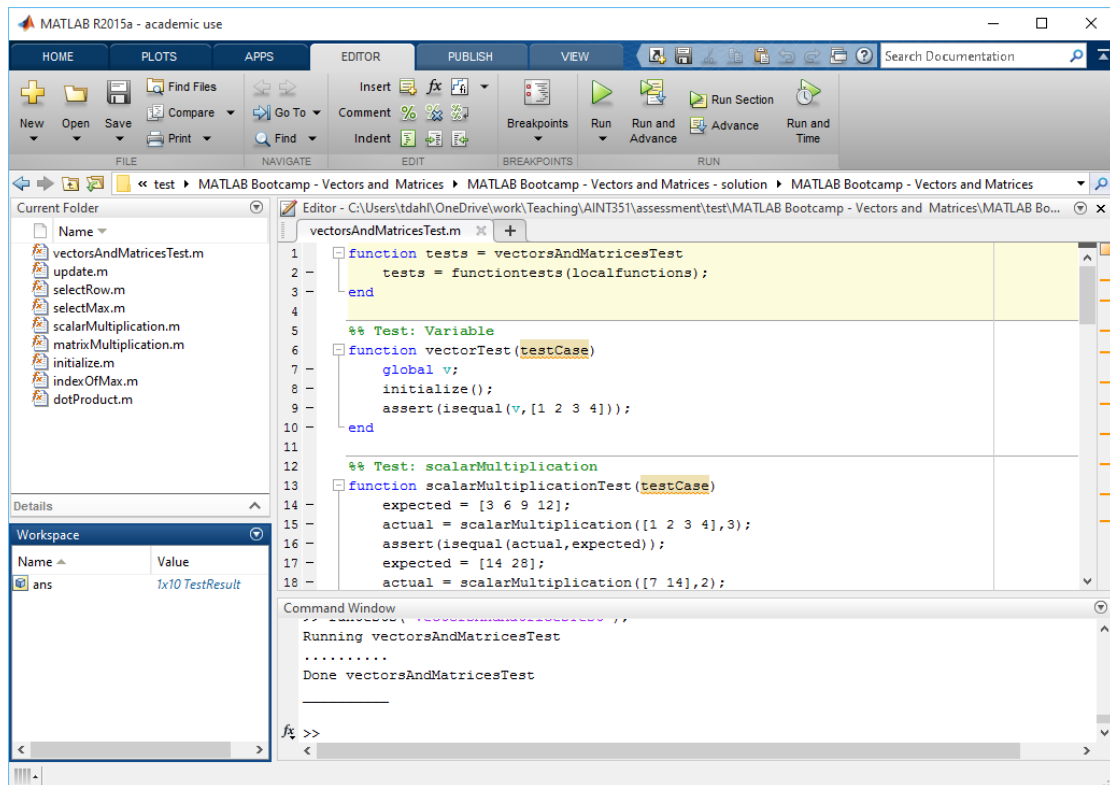 MATLAB R2015a - academic use
HOME PLOTS APPS EDITOR PUBLISH VIEW Search Documentation
New Open Save Find Files Compare Print
FILE
Go To Find
NAVIGATE
Insert fx
Comment
Indent
EDIT
Breakpoints
BREAKPOINTS
Run Run and Advance Run Section Advance Run and Time
RUN
« test MATLAB Bootcamp - Vectors and Matrices MATLAB Bootcamp - Vectors and Matrices - solution MATLAB Bootcamp - Vectors and Matrices
Current Folder
Name
vectorsAndMatricesTest.m
update.m
selectRow.m
selectMax.m
scalarMultiplication.m
matrixMultiplication.m
initialize.m
indexOfMax.m
dotProduct.m
Details
Workspace
Name Value
ans 1x10 TestResult
Editor - C:\Users\tdahl\OneDrive\work\Teaching\AINT351\assessment\test\MATLAB Bootcamp - Vectors and Matrices\MATLAB Bo...
vectorsAndMatricesTest.m
1 function tests = vectorsAndMatricesTest
2 – tests = functiontests(localfunctions);
3 – end
4
5 %% Test: Variable
6 function vectorTest(testCase)
7 – global v;
8 – initialize();
9 – assert(isequal(v,[1 2 3 4]));
10 – end
11
12 %% Test: scalarMultiplication
13 function scalarMultiplicationTest(testCase)
14 – expected = [3 6 9 12];
15 – actual = scalarMultiplication([1 2 3 4],3);
16 – assert(isequal(actual,expected));
17 – expected = [14 28];
18 – actual = scalarMultiplication([7 14],2);
Command Window
Running vectorsAndMatricesTest
..........
Done vectorsAndMatricesTest
__________
fx >>